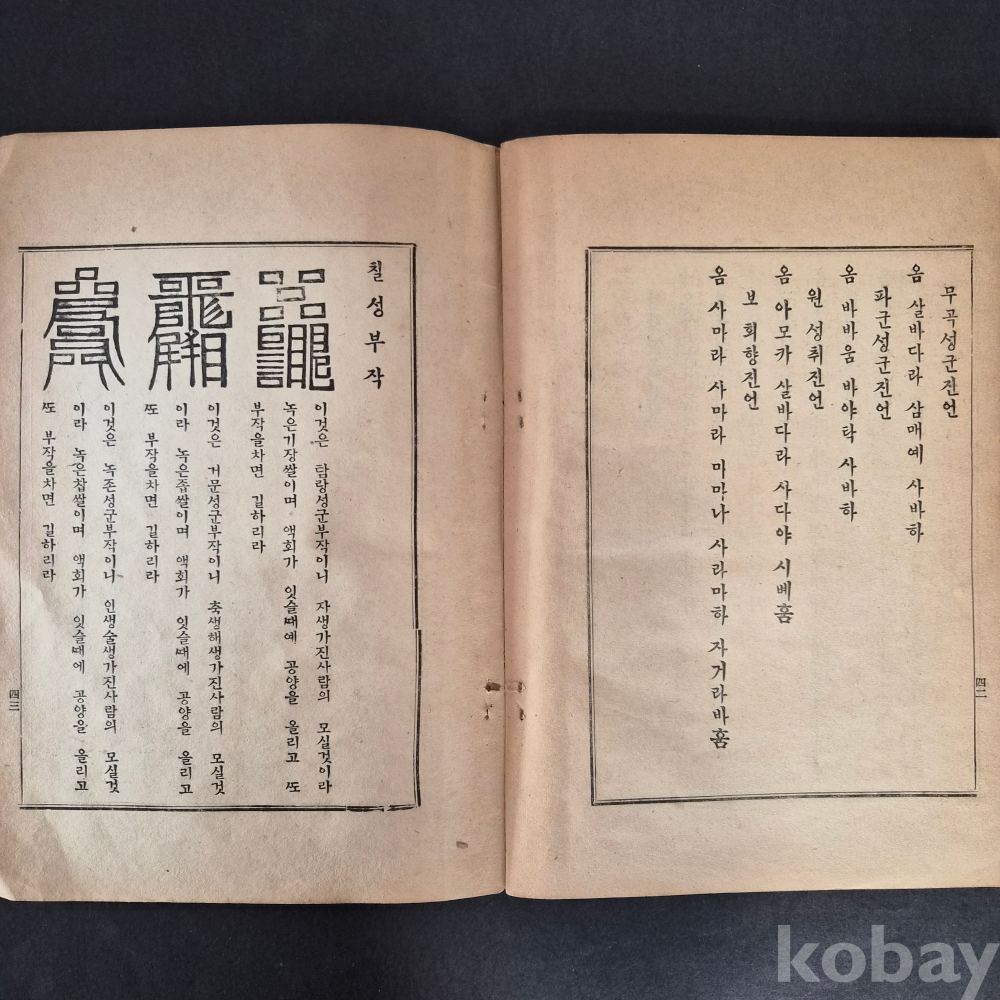 무곡성군진언
옴 살바다라 삼매예 사바하
파군성군진언
옴 바바움 바야탁 사바하
원 성취진언
옴 아모카 살바다라 사다야 시베훔
보 회향진언
옴 사마라 사마라 미만나 사라마하 자거라바훔
四二
칠성부작
이것은 탐랑성군부작이니 자생가진사람의 모실것이라
녹은기장쌀이며 액회가 잇슬때예 공양을 올리고 ᄯᅩ
부작을차면 길하리라
이것은 거문성군부작이니 축생해생가진사람의 모실것
이라 녹은좁쌀이며 액회가 잇슬때에 공양을 올리고
ᄯᅩ 부작을차면 길하리라
이것은 녹존성군부작이니 인생술생가진사람의 모실것
이라 녹은찹쌀이며 액회가 잇슬때에 공양을 올리고
ᄯᅩ 부작을차면 길하리라
四三
kobay